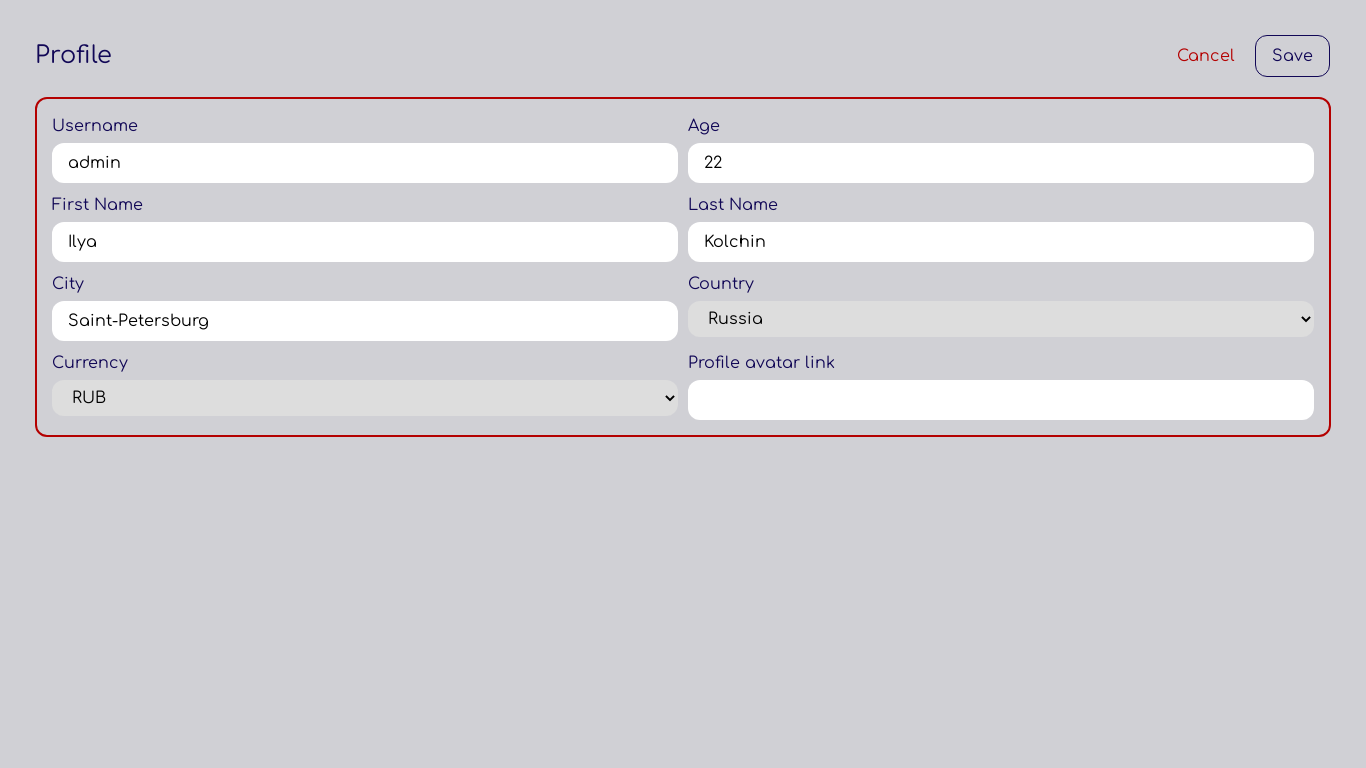 Profile
Cancel
Save
Username
Age
admin
22
First Name
Last Name
Ilya
Kolchin
City
Country
Saint-Petersburg
Russia
Currency
Profile avatar link
RUB